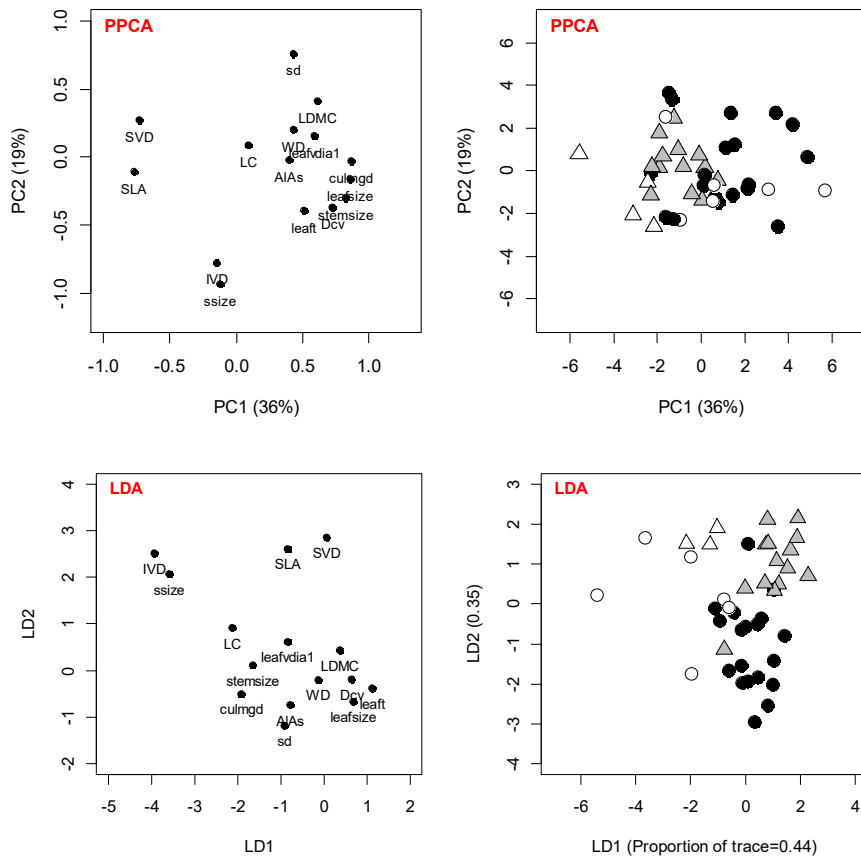 PPCA
1.0
0.5
0.0
-0.5
-1.0
PC2 (19%)
sd
LDMC
SVD
WD
leafvdia1
LC
AlAs
SLA
culmgd
leafsize
stemsize
leaft
Dcv
IVD
ssize
-1.0 -0.5 0.0 0.5 1.0
PC1 (36%)
PPCA
6
4
2
0
-2
-4
-6
PC2 (19%)
-6 -4 -2 0 2 4 6
PC1 (36%)
LDA
4
3
2
1
0
-1
-2
LD2
IVD
ssize
SLA
SVD
LC
leafvdia1
stemsize
LDMC
culmgd
WD
Dcv
leaft
leafsize
AlAs
sd
-5 -4 -3 -2 -1 0 1 2
LD1
LDA
3
2
1
0
-1
-2
-3
-4
LD2 (0.35)
-6 -4 -2 0 2 4
LD1 (Proportion of trace=0.44)